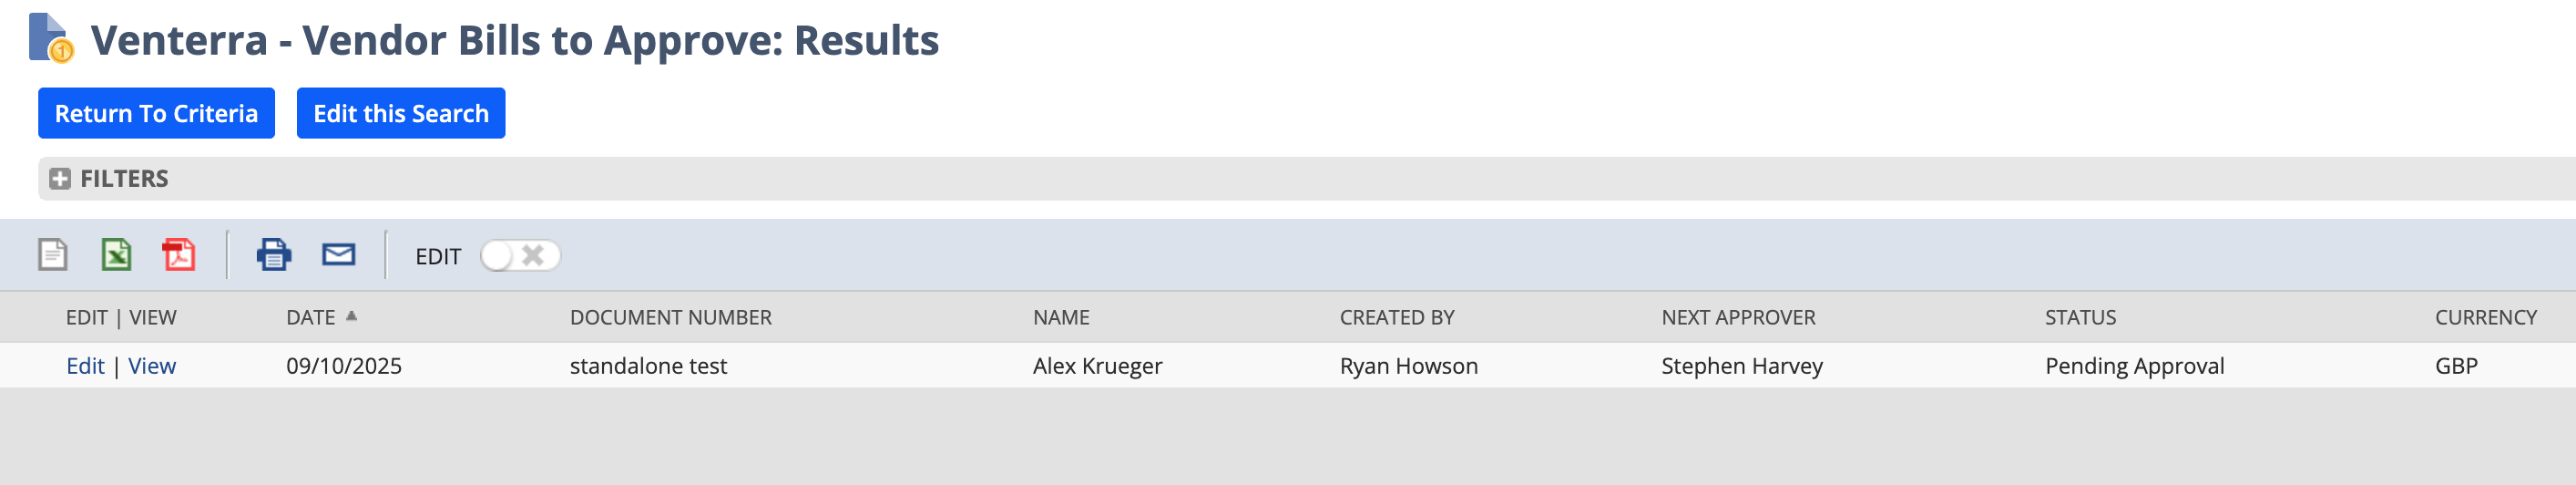 Venterra - Vendor Bills to Approve: Results
Return To Criteria Edit this Search
FILTERS
EDIT
EDIT | VIEW DATE DOCUMENT NUMBER NAME CREATED BY NEXT APPROVER STATUS CURRENCY
Edit | View 09/10/2025 standalone test Alex Krueger Ryan Howson Stephen Harvey Pending Approval GBP